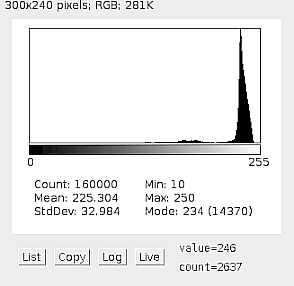 300x240 pixels; RGB; 281K
0 255
Count: 160000 Min: 10
Mean: 225.304 Max: 250
StdDev: 32.984 Mode: 234 (14370)
List Copy Log Live value=246
count=2637